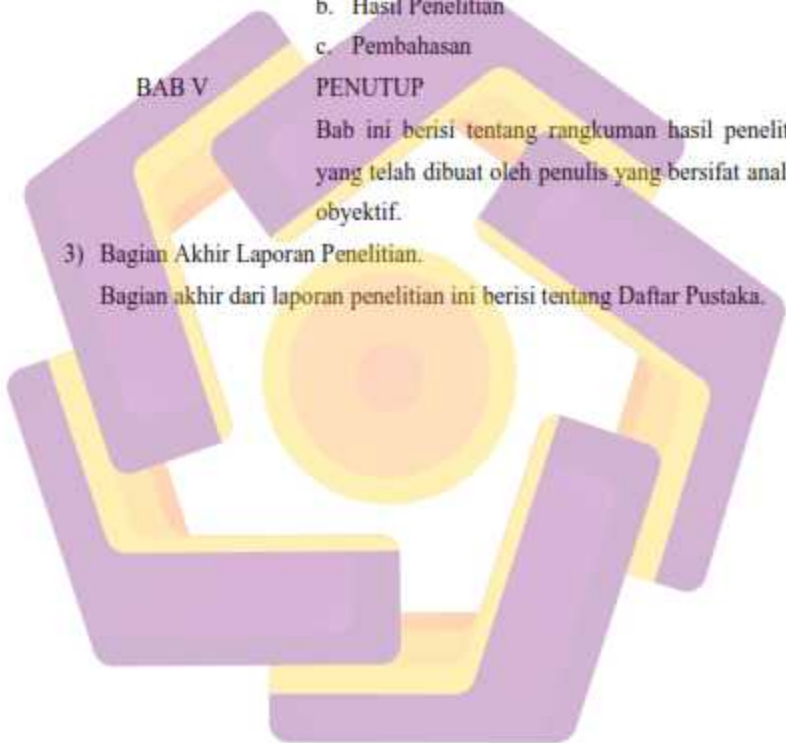 b. Hasil Penelitian
c. Pembahasan
BAB V PENUTUP
Bab ini berisi tentang rangkuman hasil
yang telah dibuat oleh penulis yang bersifat
obyektif.
3) Bagian Akhir Laporan Penelitian.
Bagian akhir dari laporan penelitian ini berisi tentang Daftar Pustaka.